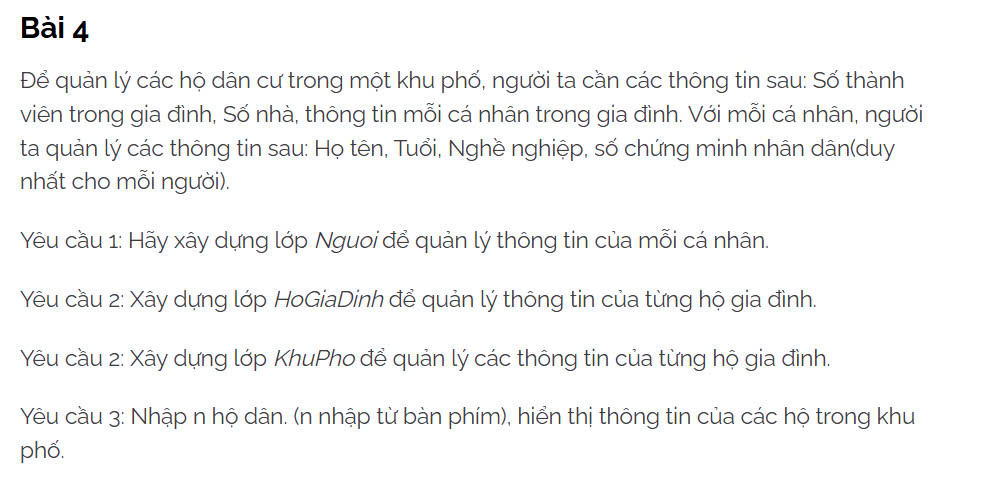 Bài 4
Để quản lý các hộ dân cư trong một khu phố, người ta cần các thông tin sau: Số thành
viên trong gia đình, Số nhà, thông tin mỗi cá nhân trong gia đình. Với mỗi cá nhân, người
ta quản lý các thông tin sau: Họ tên, Tuổi, Nghề nghiệp, số chứng minh nhân dân(duy
nhất cho mỗi người).
Yêu cầu 1: Hãy xây dựng lớp Nguoi để quản lý thông tin của mỗi cá nhân.
Yêu cầu 2: Xây dựng lớp HoGiaDinh để quản lý thông tin của từng hộ gia đình.
Yêu cầu 2: Xây dựng lớp KhuPho để quản lý các thông tin của từng hộ gia đình.
Yêu cầu 3: Nhập n hộ dân. (n nhập từ bàn phím), hiển thị thông tin của các hộ trong khu
phố.